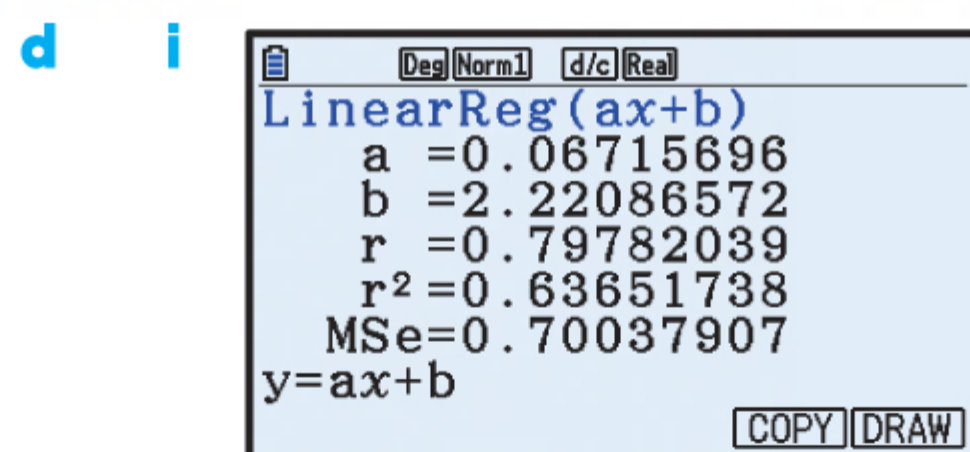 d i
Deg Norm1 d/c Real
LinearReg(ax+b)
a =0.06715696
b =2.22086572
r =0.79782039
r²=0.63651738
MSe=0.70037907
y=ax+b
COPY DRAW